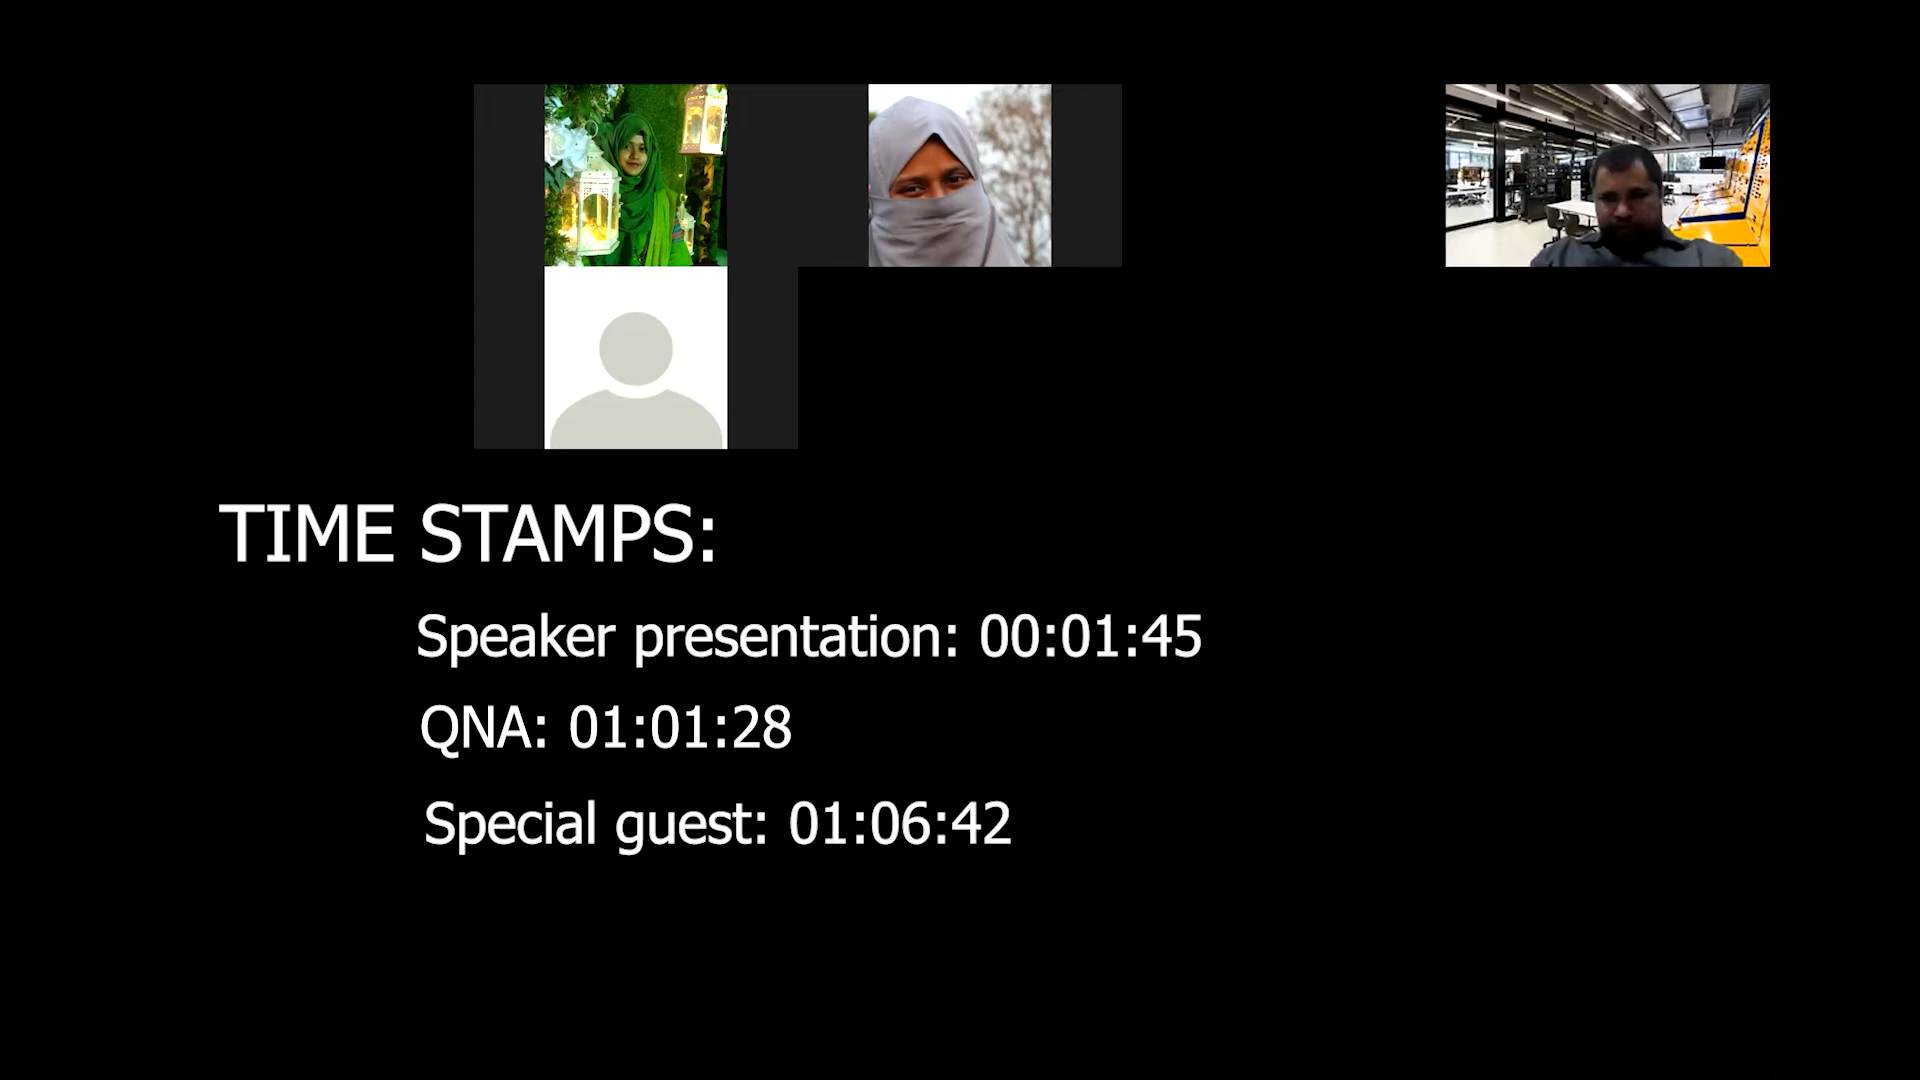 TIME STAMPS:
Speaker presentation: 00:01:45
QNA: 01:01:28
Special guest: 01:06:42